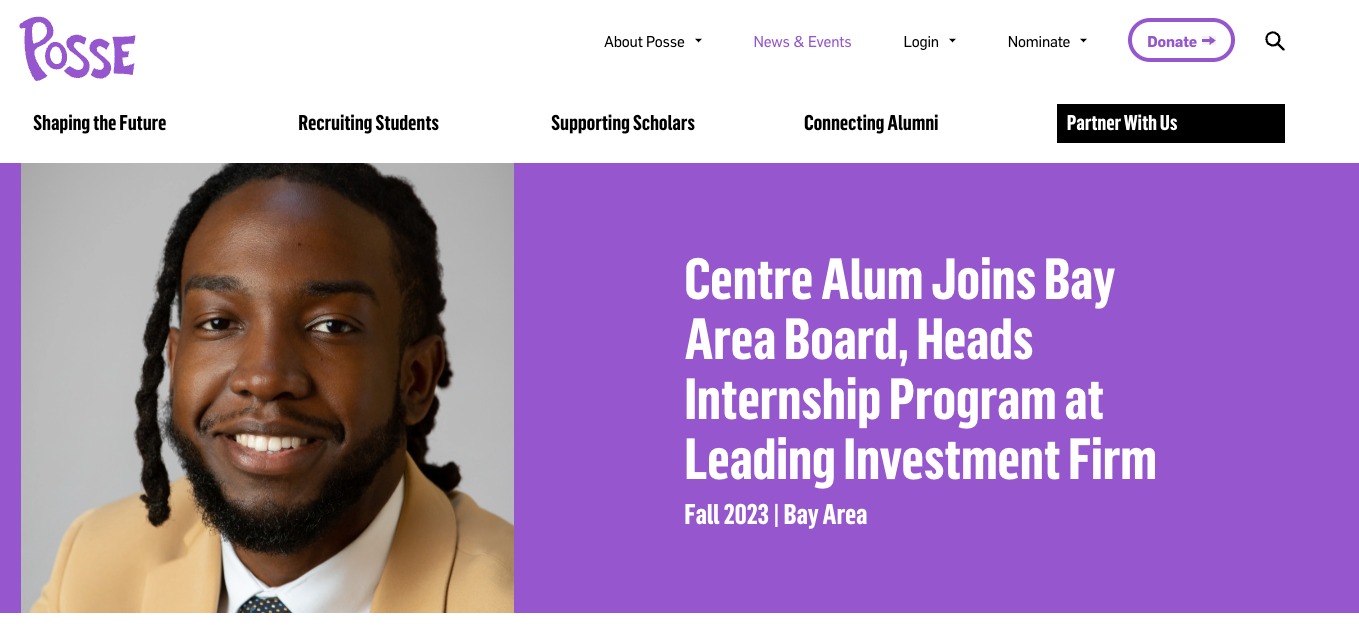 POSSE
About Posse
News & Events
Login
Nominate
Donate
Shaping the Future
Recruiting Students
Supporting Scholars
Connecting Alumni
Partner With Us
Centre Alum Joins Bay
Area Board, Heads
Internship Program at
Leading Investment Firm
Fall 2023 | Bay Area